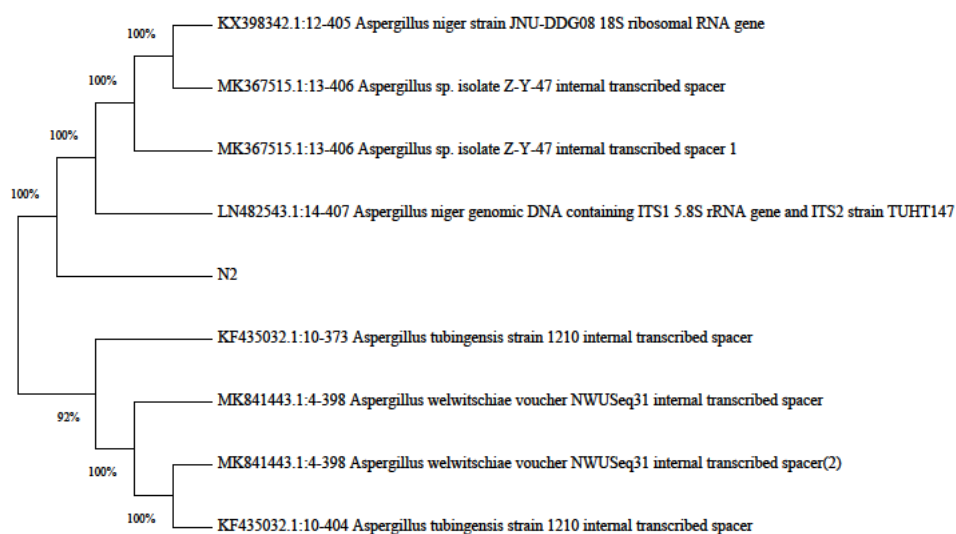 100%
KX398342.1:12-405 Aspergillus niger strain JNU-DDG08 18S ribosomal RNA gene
100%
MK367515.1:13-406 Aspergillus sp. isolate Z-Y-47 internal transcribed spacer
100%
MK367515.1:13-406 Aspergillus sp. isolate Z-Y-47 internal transcribed spacer 1
100%
LN482543.1:14-407 Aspergillus niger genomic DNA containing ITS1 5.8S rRNA gene and ITS2 strain TUHT147
N2
KF435032.1:10-373 Aspergillus tubingensis strain 1210 internal transcribed spacer
MK841443.1:4-398 Aspergillus welwitschiae voucher NWUSeq31 internal transcribed spacer
92%
MK841443.1:4-398 Aspergillus welwitschiae voucher NWUSeq31 internal transcribed spacer(2)
100%
KF435032.1:10-404 Aspergillus tubingensis strain 1210 internal transcribed spacer
100%